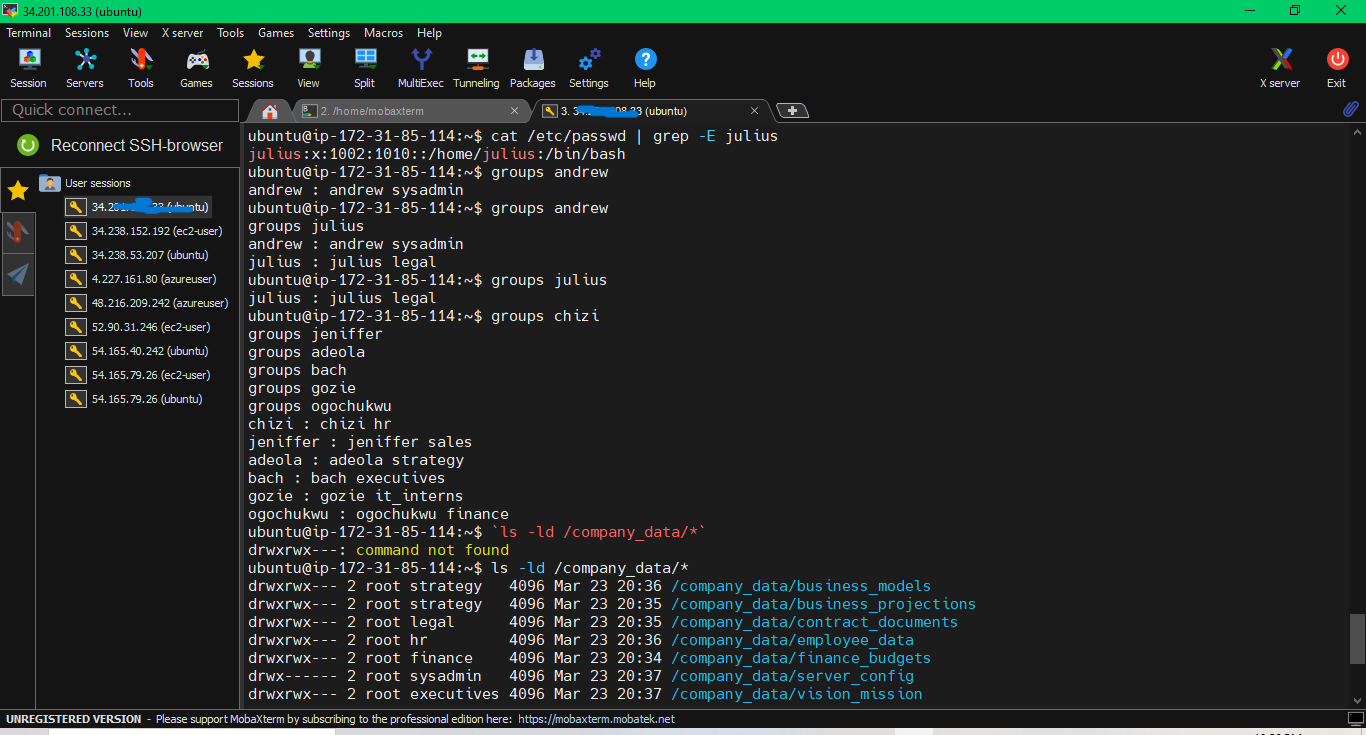 34.201.108.33 (ubuntu)
Terminal Sessions View X server Tools Games Settings Macros Help
Session Servers Tools Games Sessions View Split MultiExec Tunneling Packages Settings Help X server Exit
Quick connect...
2. /home/mobaxterm
3. 34. 108.33 (ubuntu)
Reconnect SSH-browser
User sessions
34.201. 33 (ubuntu)
34.238.152.192 (ec2-user)
34.238.53.207 (ubuntu)
4.227.161.80 (azureuser)
48.216.209.242 (azureuser)
52.90.31.246 (ec2-user)
54.165.40.242 (ubuntu)
54.165.79.26 (ec2-user)
54.165.79.26 (ubuntu)
ubuntu@ip-172-31-85-114:~$ cat /etc/passwd | grep -E julius
julius:x:1002:1010::/home/julius:/bin/bash
ubuntu@ip-172-31-85-114:~$ groups andrew
andrew : andrew sysadmin
ubuntu@ip-172-31-85-114:~$ groups andrew
groups julius
andrew : andrew sysadmin
julius : julius legal
ubuntu@ip-172-31-85-114:~$ groups julius
julius : julius legal
ubuntu@ip-172-31-85-114:~$ groups chizi
groups jeniffer
groups adeola
groups bach
groups gozie
groups ogochukwu
chizi : chizi hr
jeniffer : jeniffer sales
adeola : adeola strategy
bach : bach executives
gozie : gozie it_interns
ogochukwu : ogochukwu finance
ubuntu@ip-172-31-85-114:~$ `ls -ld /company_data/*`
drwxrwx---: command not found
ubuntu@ip-172-31-85-114:~$ ls -ld /company_data/*
drwxrwx--- 2 root strategy   4096 Mar 23 20:36 /company_data/business_models
drwxrwx--- 2 root strategy   4096 Mar 23 20:35 /company_data/business_projections
drwxrwx--- 2 root legal      4096 Mar 23 20:35 /company_data/contract_documents
drwxrwx--- 2 root hr         4096 Mar 23 20:36 /company_data/employee_data
drwxrwx--- 2 root finance    4096 Mar 23 20:34 /company_data/finance_budgets
drwx------ 2 root sysadmin   4096 Mar 23 20:37 /company_data/server_config
drwxrwx--- 2 root executives 4096 Mar 23 20:37 /company_data/vision_mission
UNREGISTERED VERSION - Please support MobaXterm by subscribing to the professional edition here: https://mobaxterm.mobatek.net